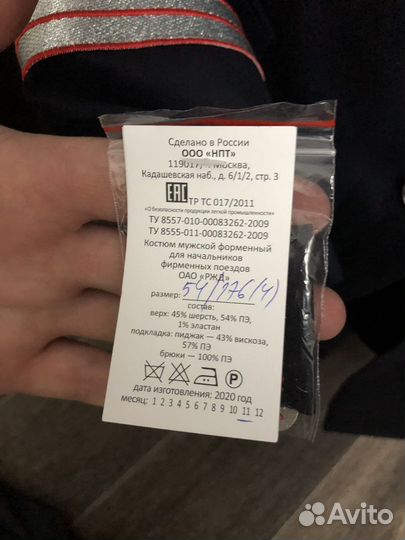 Сделано в России
ООО «НПТ»
119017, г. Москва,
Кадашевская наб., д. 6/1/2, стр. 3
ЕАС ТР ТС 017/2011
«О безопасности продукции легкой промышленности»
ТУ 8557-010-00083262-2009
ТУ 8555-011-00083262-2009
Костюм мужской форменный
для начальников
фирменных поездов
ОАО «РЖД»
размер: 54/176(4)
состав:
верх: 45% шерсть, 54% ПЭ,
1% эластан
подкладка: пиджак — 43% вискоза,
57% ПЭ
брюки — 100% ПЭ
P
дата изготовления: 2020 год
месяц: 1 2 3 4 5 6 7 8 9 10 11 12
Avito